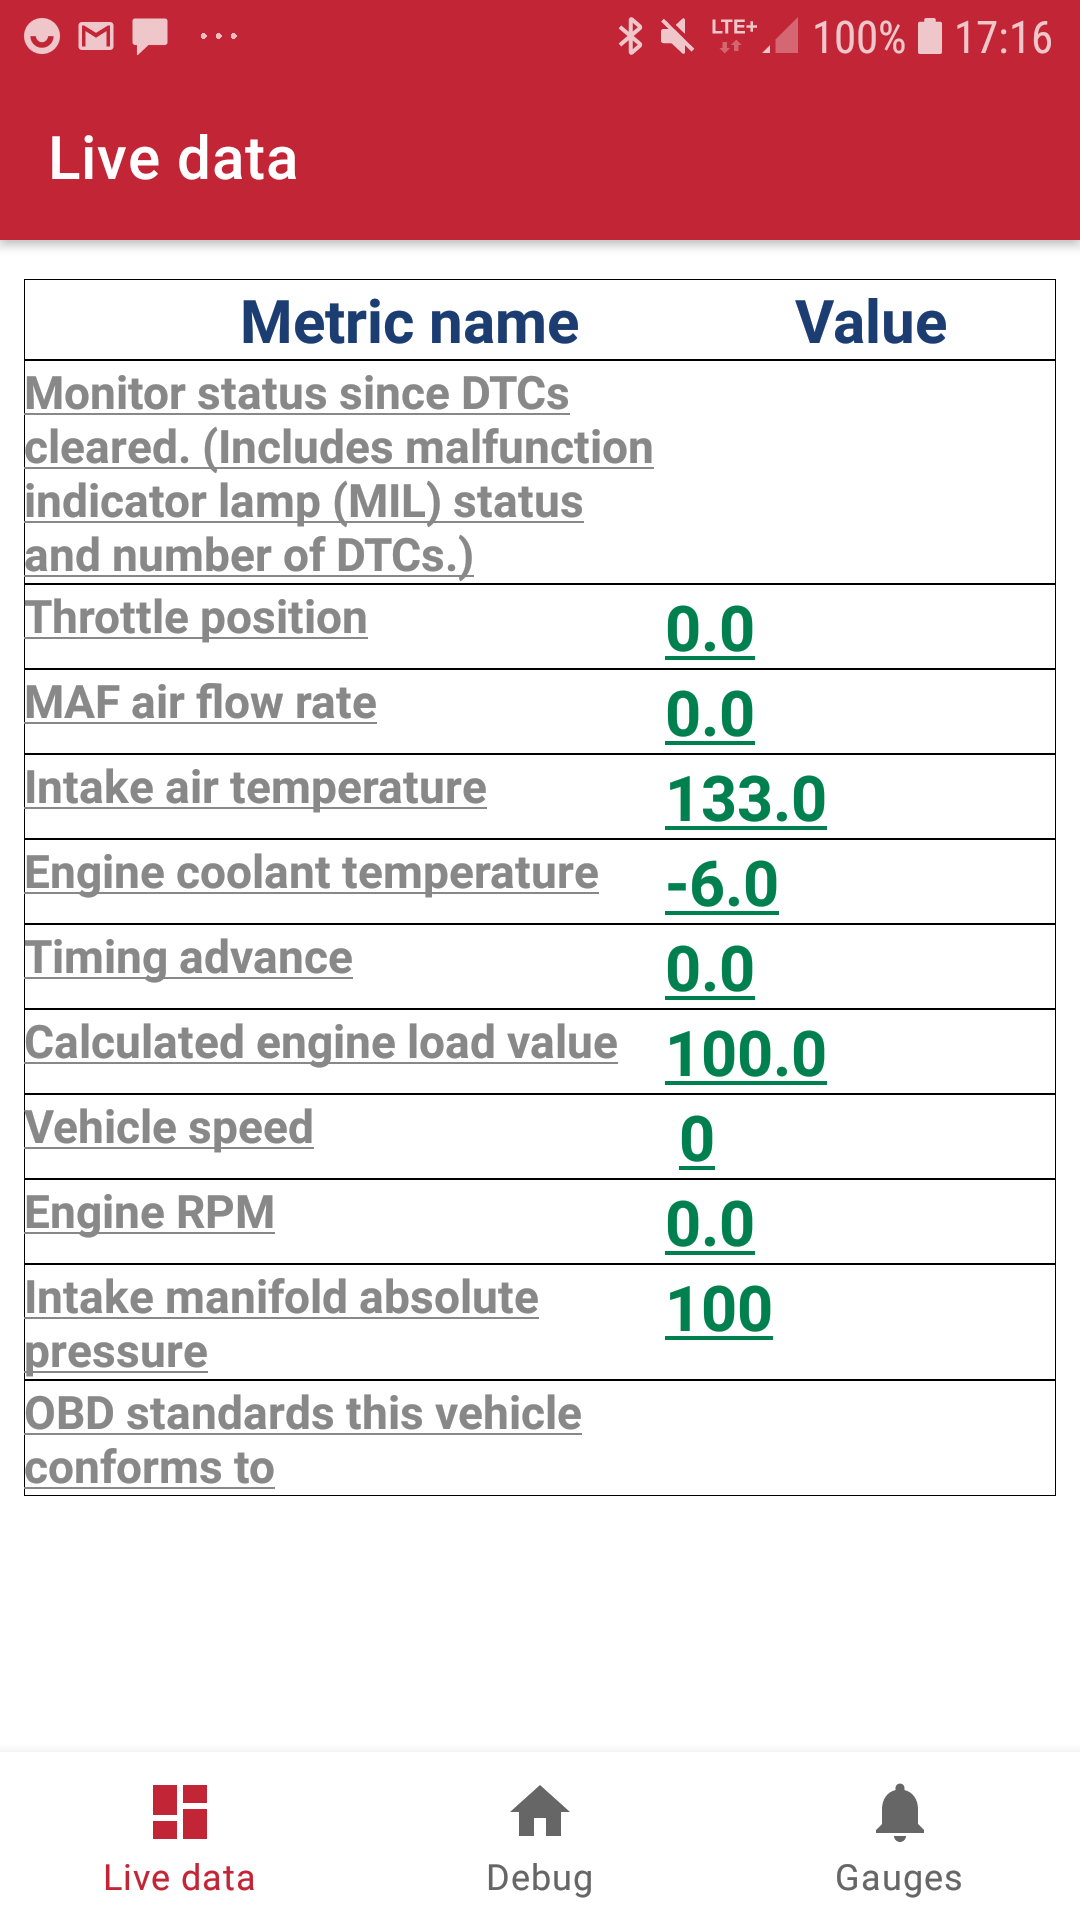 LTE+ 100% 17:16
Live data
Metric name Value
Monitor status since DTCs
cleared. (Includes malfunction
indicator lamp (MIL) status
and number of DTCs.)
Throttle position 0.0
MAF air flow rate 0.0
Intake air temperature 133.0
Engine coolant temperature -6.0
Timing advance 0.0
Calculated engine load value 100.0
Vehicle speed 0
Engine RPM 0.0
Intake manifold absolute 100
pressure
OBD standards this vehicle
conforms to
Live data Debug Gauges